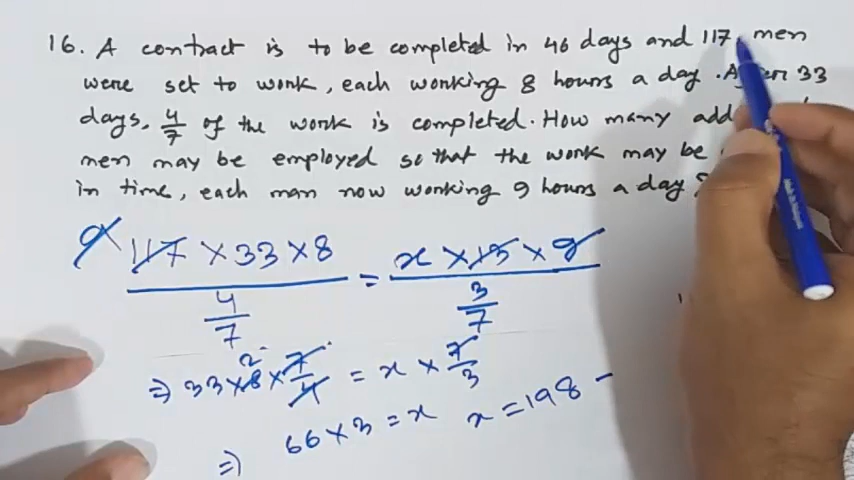 16. A contract is to be completed in 46 days and 117 men
were set to work, each working 8 hours a day. After 33
days, 4/7 of the work is completed. How many
men may be employed so that the work may be
in time, each man now working 9 hours a day?
117 × 33 × 8 / 4/7 = x × 13 × 9 / 3/7
⇒ 33 × 8 × 7/4 = x × 7/3
2
⇒ 66 × 3 = x x = 198 -